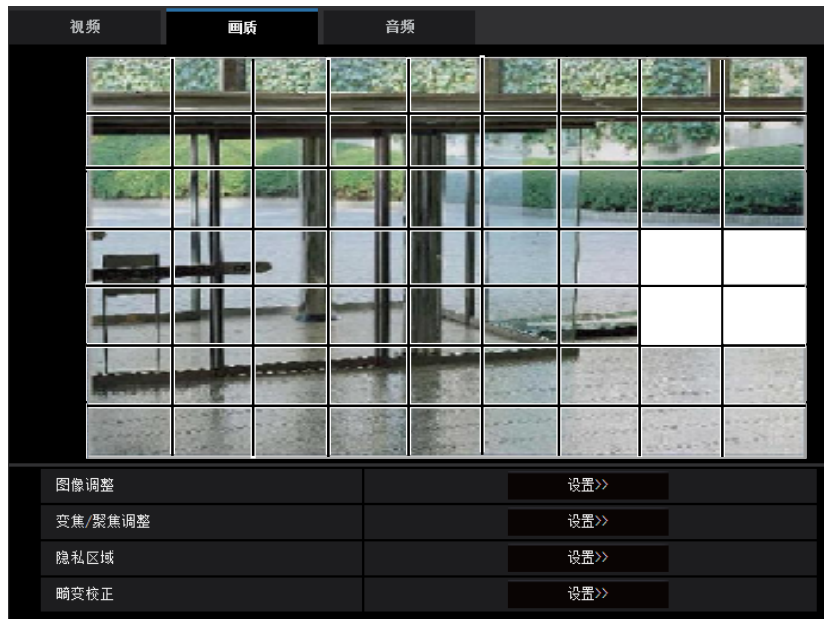 视频 画质 音频
图像调整 设置>>
变焦/聚焦调整 设置>>
隐私区域 设置>>
畸变校正 设置>>